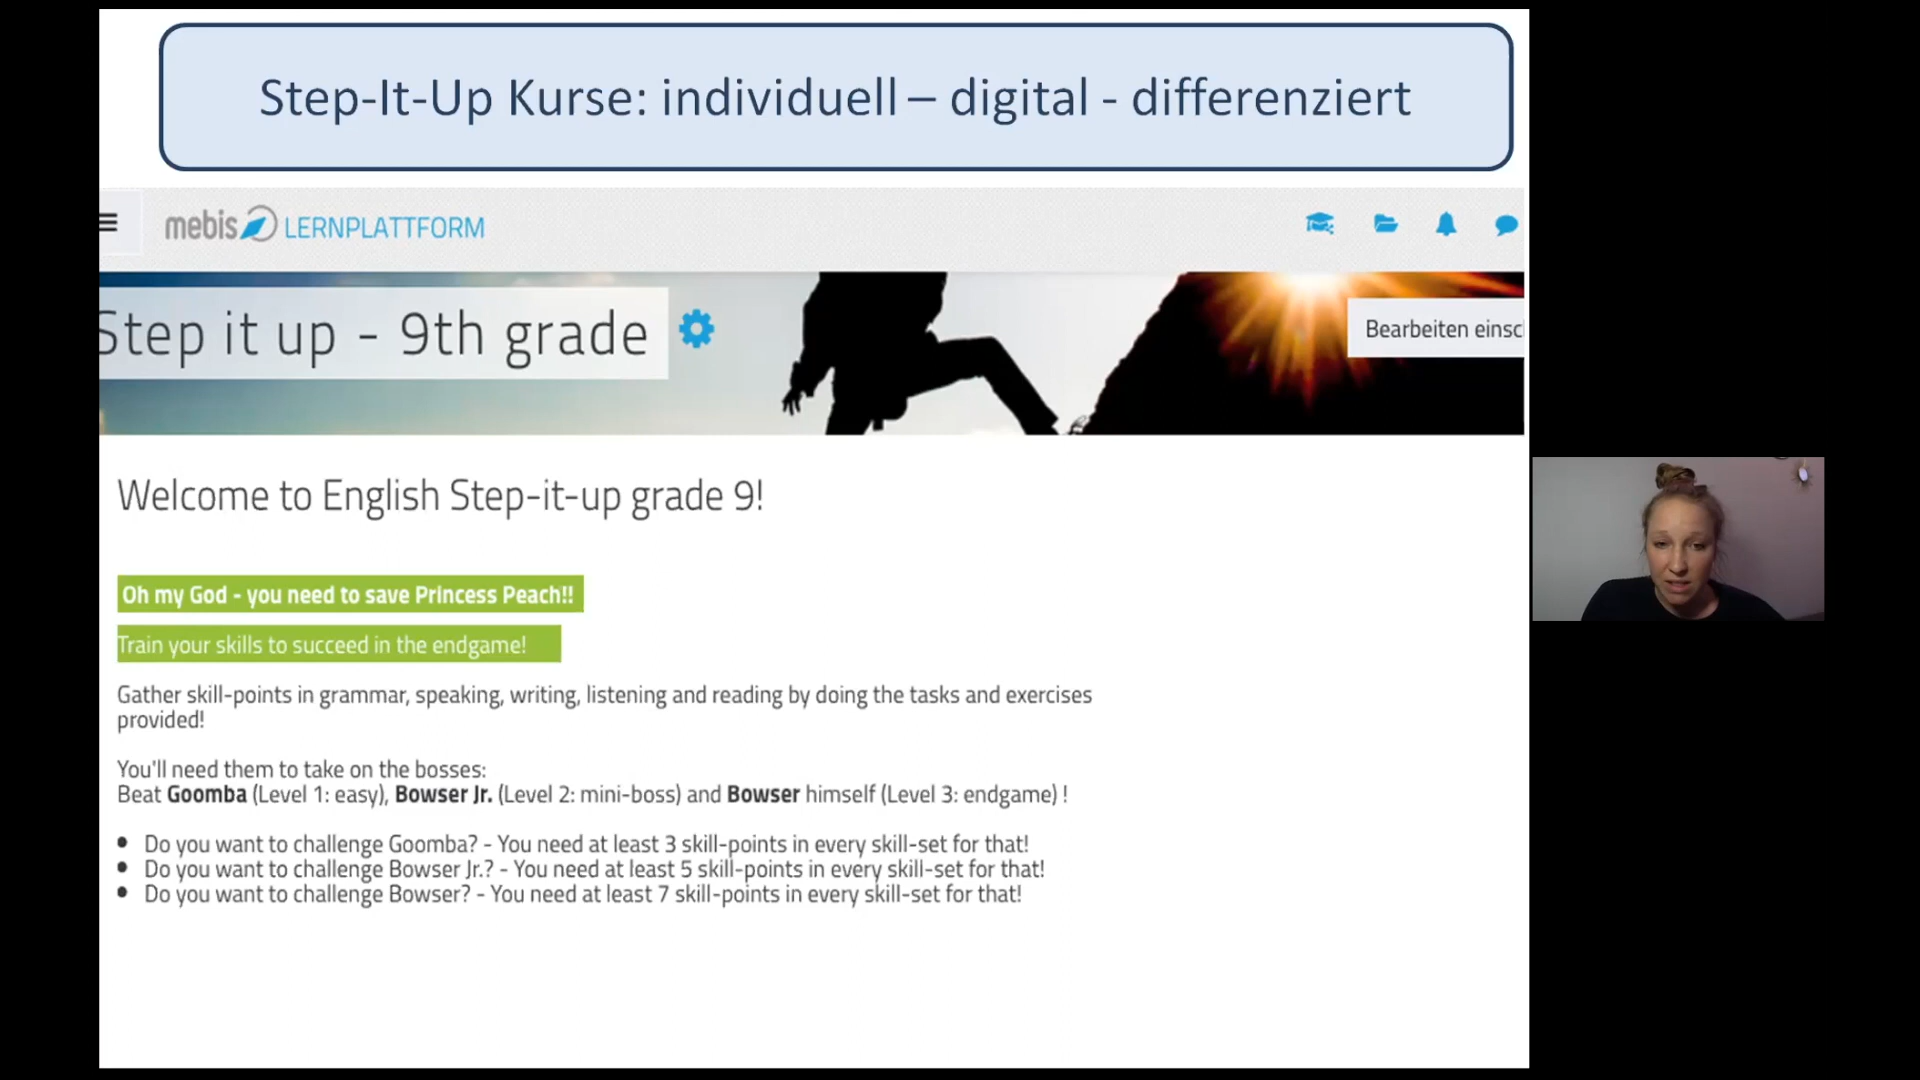 Step-It-Up Kurse: individuell – digital - differenziert
mebis LERNPLATTFORM
Step it up - 9th grade
Bearbeiten einsc
Welcome to English Step-it-up grade 9!
Oh my God - you need to save Princess Peach!!
Train your skills to succeed in the endgame!
Gather skill-points in grammar, speaking, writing, listening and reading by doing the tasks and exercises
provided!
You'll need them to take on the bosses:
Beat Goomba (Level 1: easy), Bowser Jr. (Level 2: mini-boss) and Bowser himself (Level 3: endgame) !
• Do you want to challenge Goomba? - You need at least 3 skill-points in every skill-set for that!
• Do you want to challenge Bowser Jr.? - You need at least 5 skill-points in every skill-set for that!
• Do you want to challenge Bowser? - You need at least 7 skill-points in every skill-set for that!